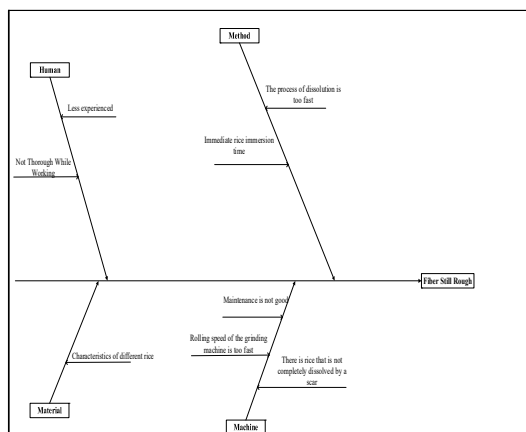 Method
Human
The process of dissolution is
too fast
Less experienced
Immediate rice immersion
time
Not Thorough While
Working
Fiber Still Rough
Maintenance is not good
Rolling speed of the grinding
machine is too fast
Characteristics of different rice
There is rice that is not
completely dissolved by a
scar
Material
Machine